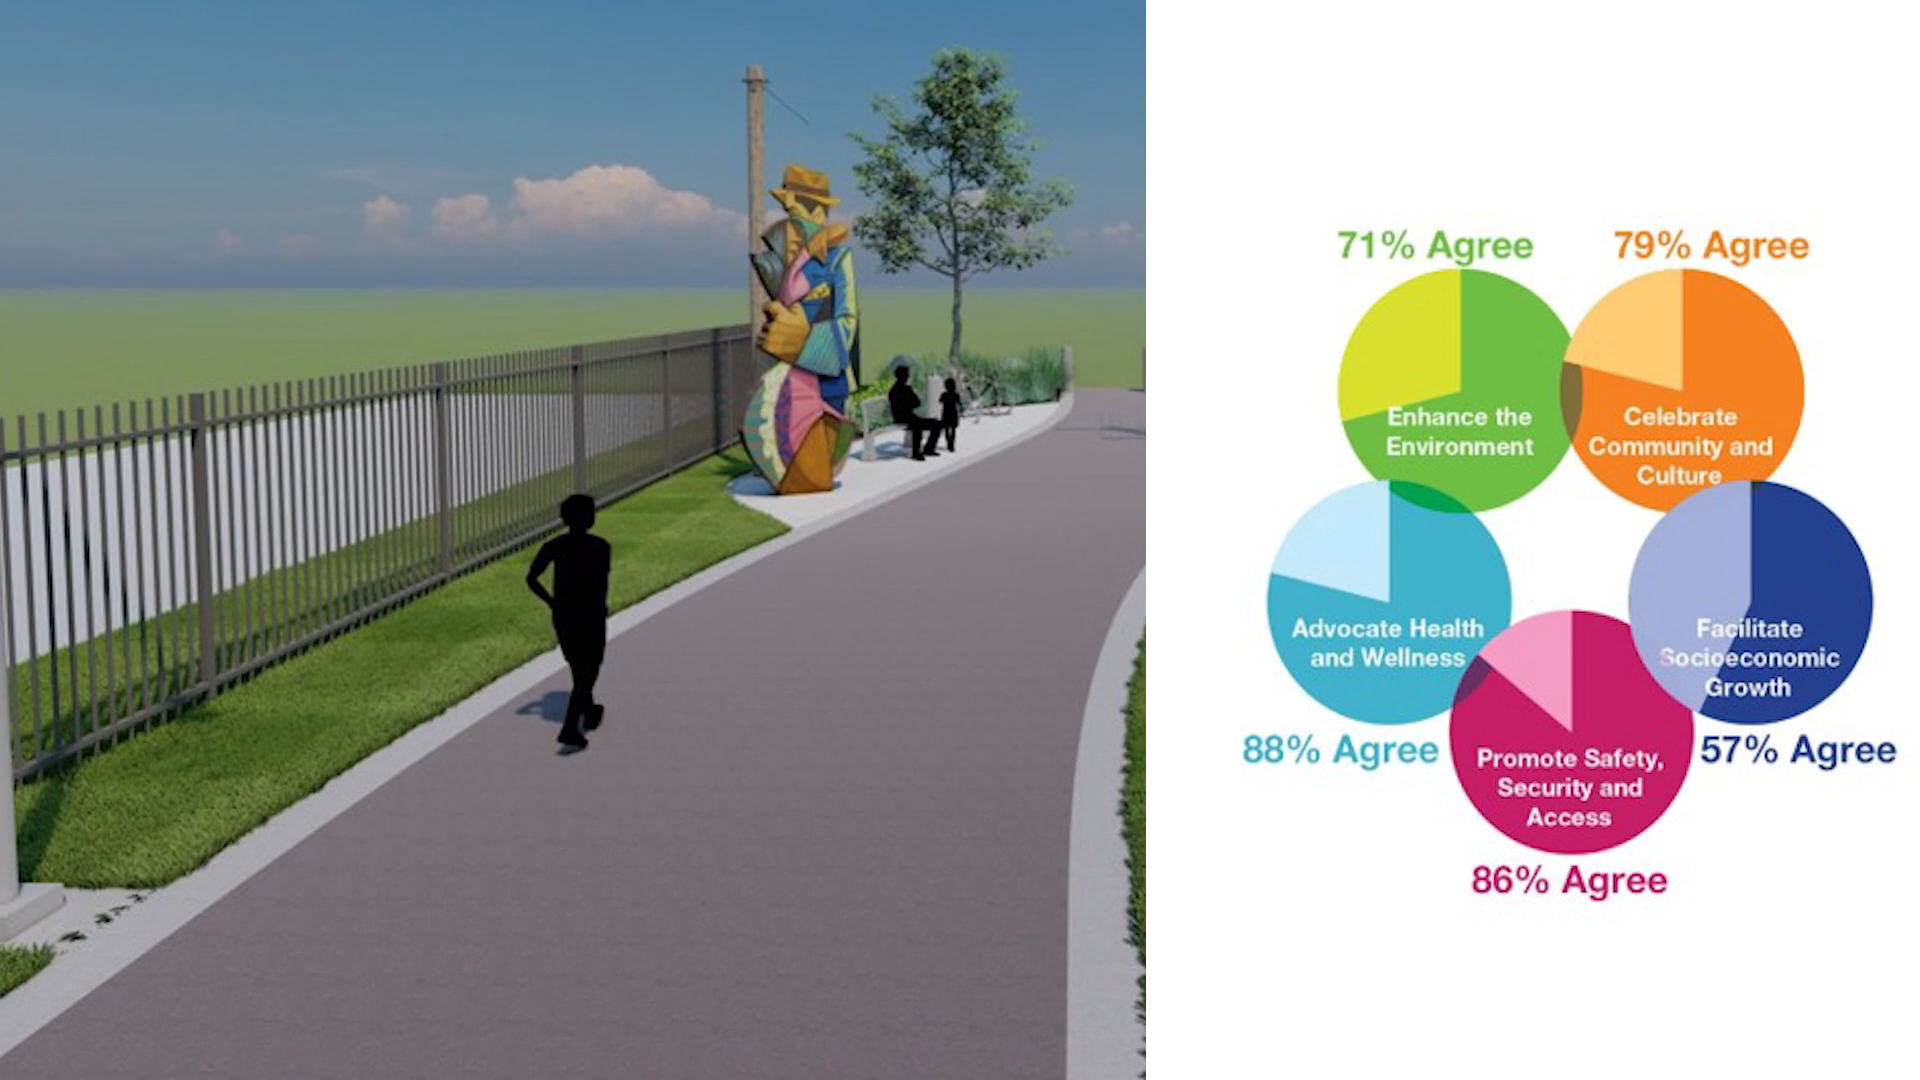 71% Agree
79% Agree
Enhance the
Environment
Celebrate
Community and
Culture
Advocate Health
and Wellness
Facilitate
Socioeconomic
Growth
88% Agree
57% Agree
Promote Safety,
Security and
Access
86% Agree